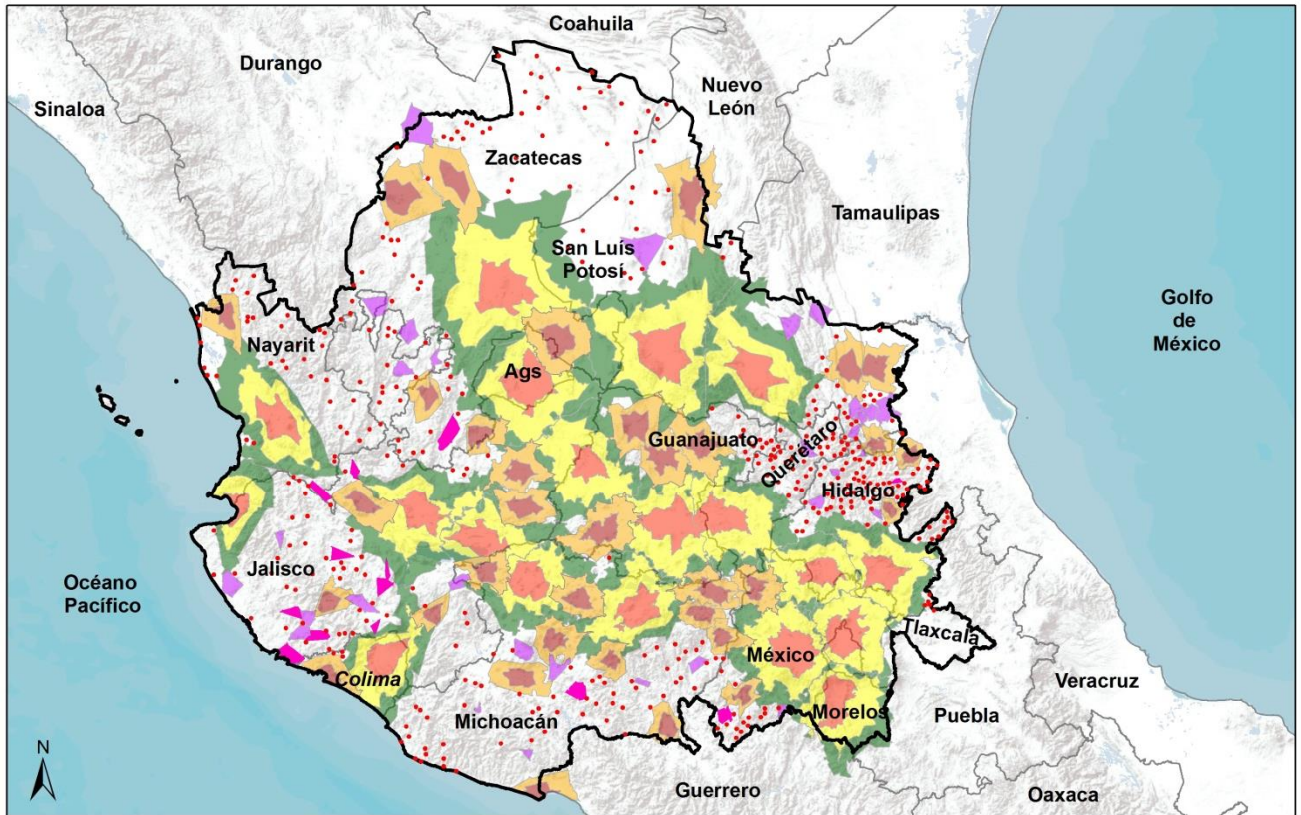 Coahuila
Durango
Nuevo
León
Sinaloa
Zacatecas
Tamaulipas
San Luís
Potosí
Golfo
de
México
Nayarit
Ags
Guanajuato
Querétaro
Hidalgo
Jalisco
Océano
Pacífico
Tlaxcala
México
Colima
Veracruz
Morelos
Puebla
Michoacán
N
Guerrero
Oaxaca